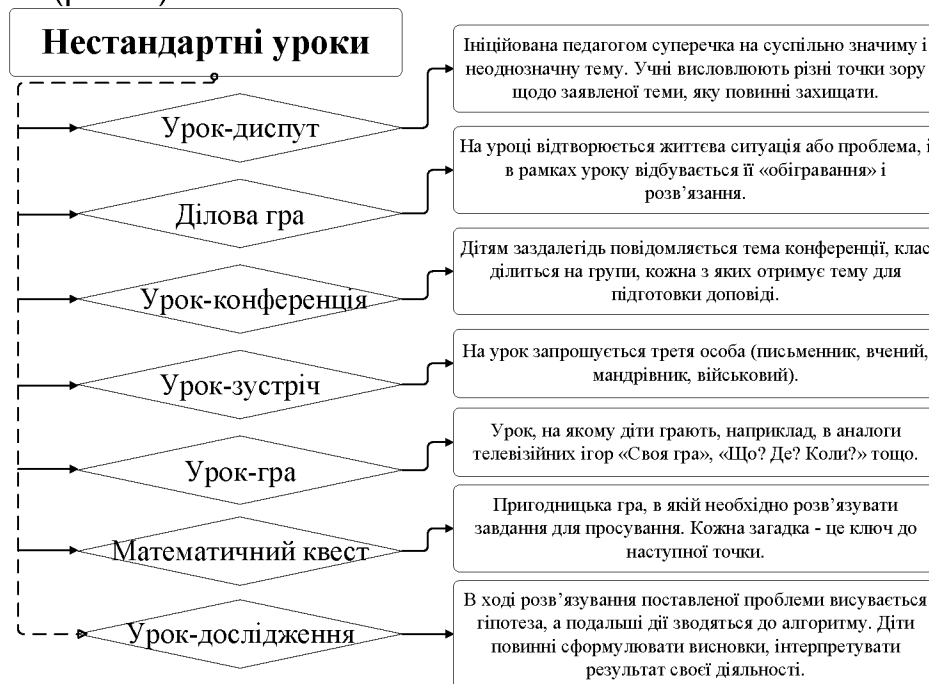 Нестандартні уроки
Урок-диспут
Ініційована педагогом суперечка на суспільно значиму і
неоднозначну тему. Учні висловлюють різні точки зору
щодо заявленої теми, яку повинні захищати.
Ділова гра
На уроці відтворюється життєва ситуація або проблема, і
в рамках уроку відбувається її «обігравання» і
розв’язання.
Урок-конференція
Дітям заздалегідь повідомляється тема конференції, клас
ділиться на групи, кожна з яких отримує тему для
підготовки доповіді.
Урок-зустріч
На урок запрошується третя особа (письменник, вчений,
мандрівник, військовий).
Урок-гра
Урок, на якому діти грають, наприклад, в аналоги
телевізійних ігор «Своя гра», «Що? Де? Коли?» тощо.
Математичний квест
Пригодницька гра, в якій необхідно розв’язувати
завдання для просування. Кожна загадка - це ключ до
наступної точки.
Урок-дослідження
В ході розв’язування поставленої проблеми висувається
гіпотеза, а подальші дії зводяться до алгоритму. Діти
повинні сформулювати висновки, інтерпретувати
результат своєї діяльності.